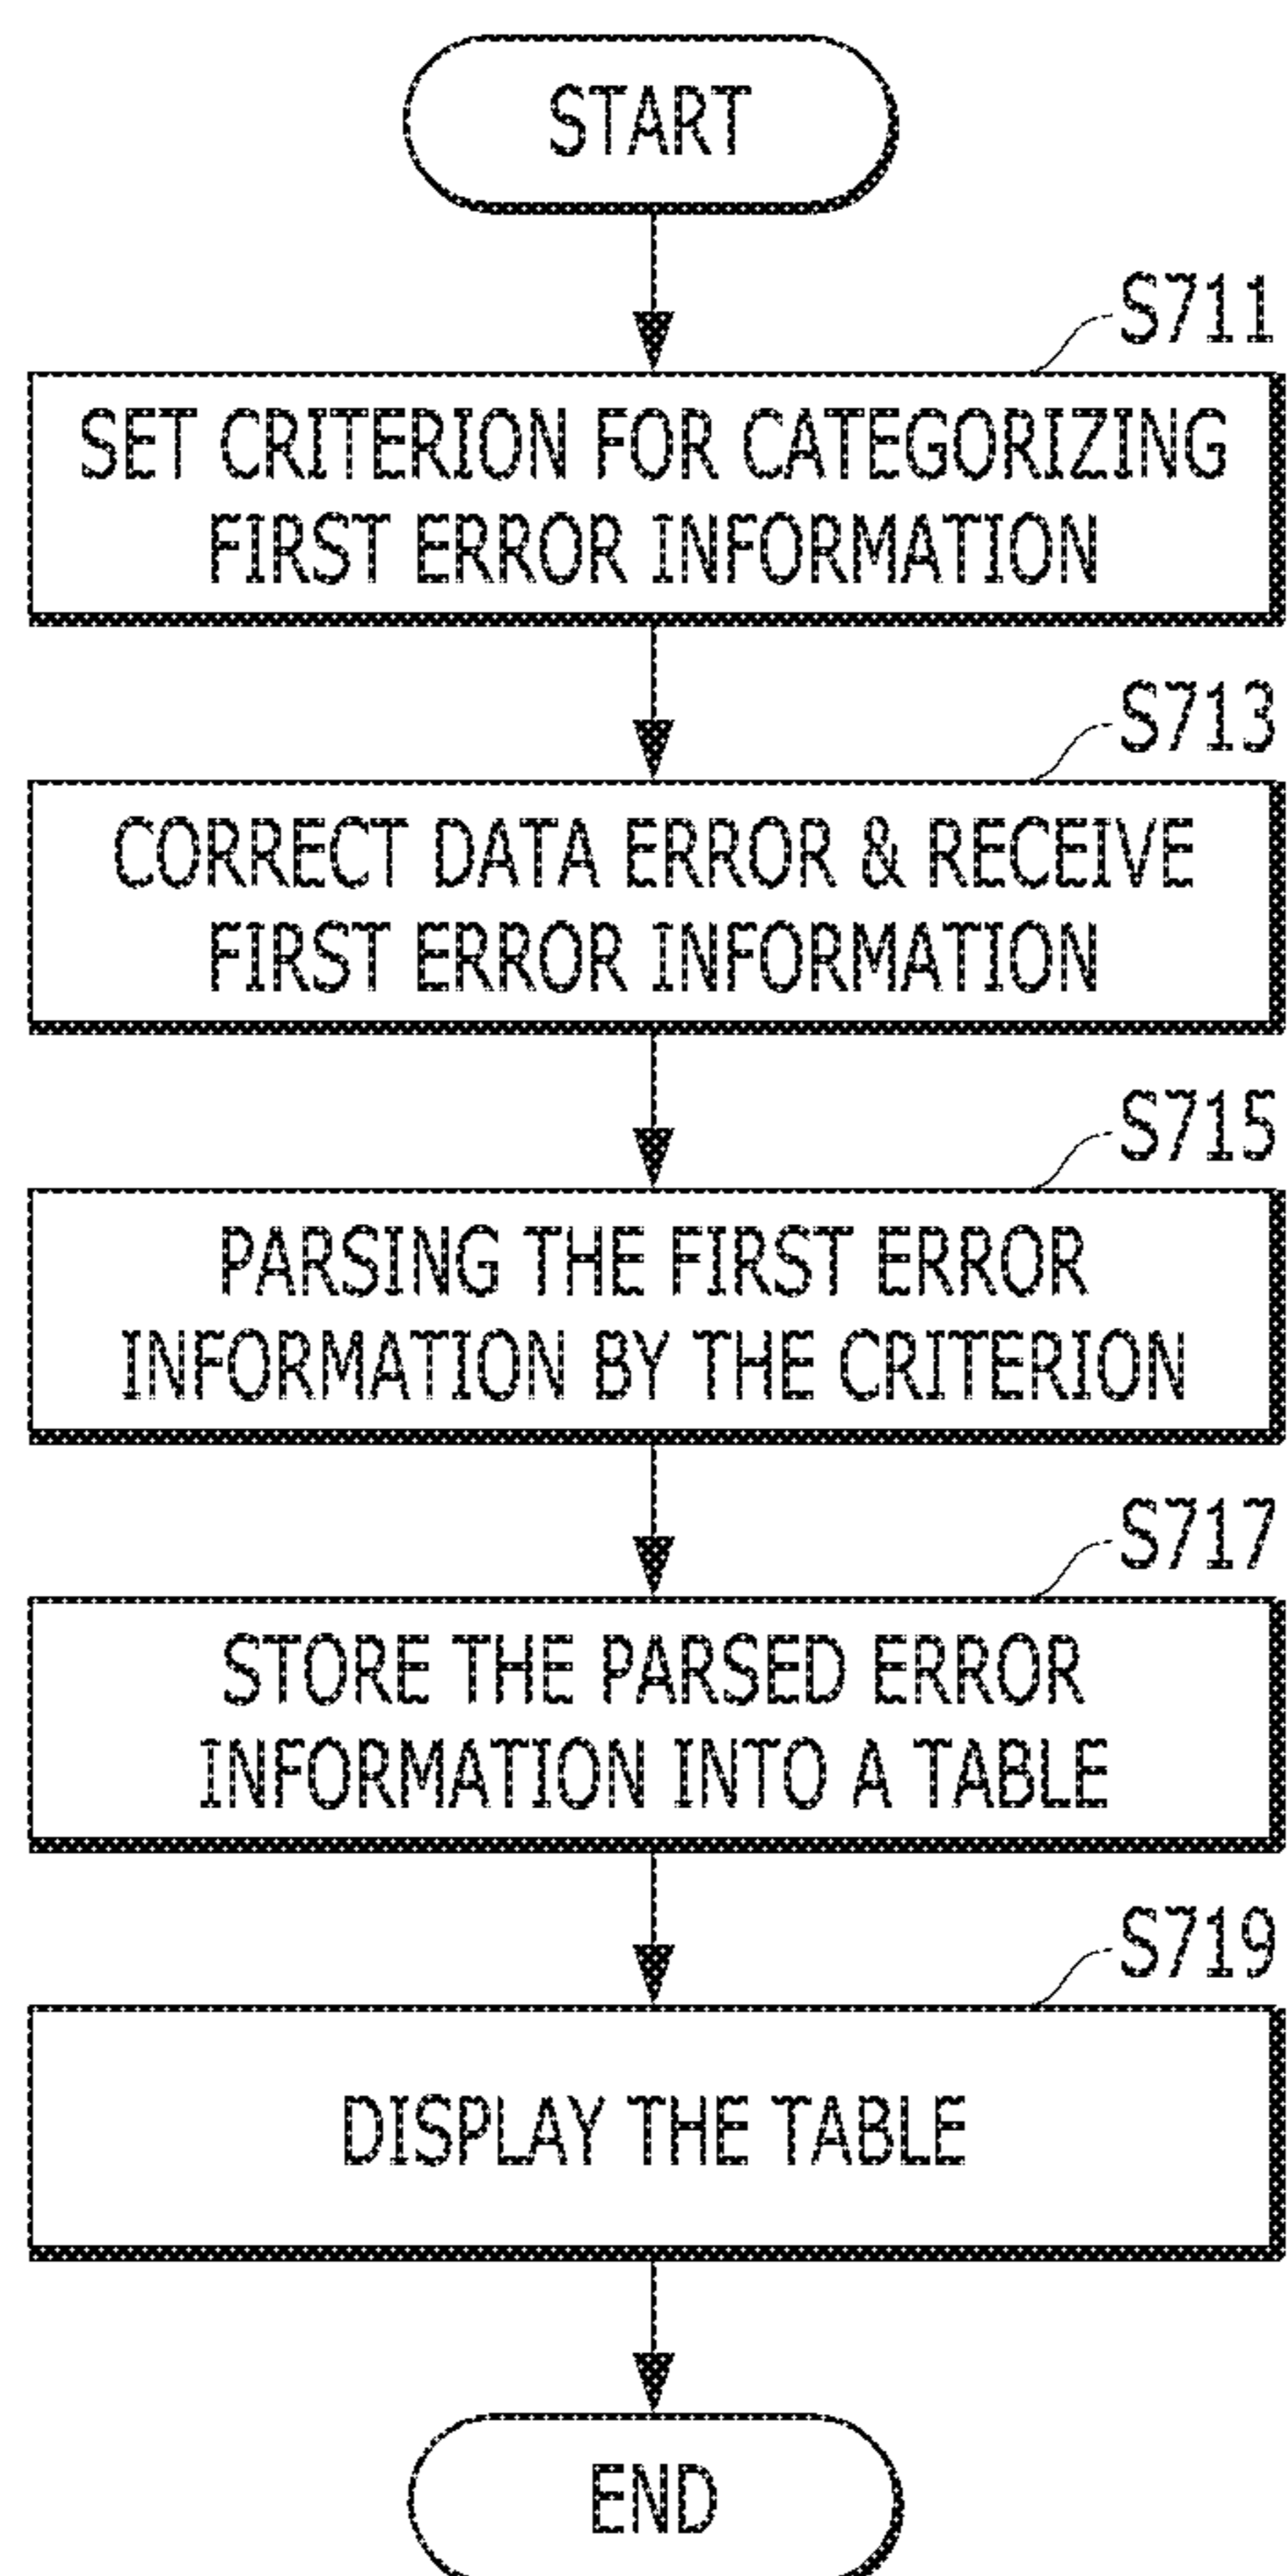 START
S711
SET CRITERION FOR CATEGORIZING
FIRST ERROR INFORMATION
S713
CORRECT DATA ERROR & RECEIVE
FIRST ERROR INFORMATION
S715
PARSING THE FIRST ERROR
INFORMATION BY THE CRITERION
S717
STORE THE PARSED ERROR
INFORMATION INTO A TABLE
S719
DISPLAY THE TABLE
END